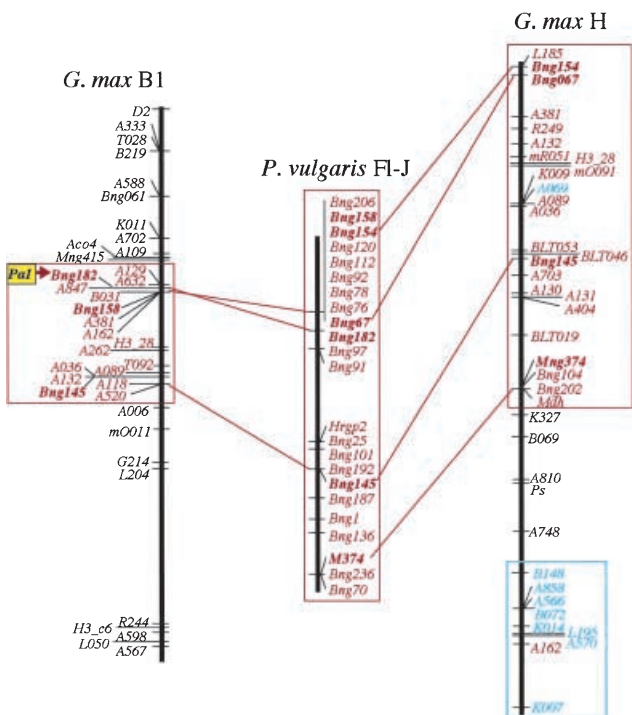 G. max B1
D2
A333
T028
B219
A588
Bng061
K011
A702
Aco4
A109
Mng415
Pa1
Bng182
A129
A847
A632
B031
Bng158
A381
A162
H3_28
A262
T092
A036
A089
A132
A118
Bng145
A520
A006
mO011
G214
L204
R244
H3_c6
A598
L050
A567
P. vulgaris Fl-J
Bng206
Bng158
Bng154
Bng120
Bng112
Bng92
Bng78
Bng76
Bng67
Bng182
Bng97
Bng91
Hrgp2
Bng25
Bng101
Bng192
Bng145
Bng187
Bng1
Bng136
M374
Bng236
Bng70
G. max H
L185
Bng154
Bng067
A381
R249
A132
mR051
H3_28
K009
mO091
A069
A089
A036
BLT053
BLT046
Bng145
A703
A130
A131
A404
BLT019
Mng374
Bng104
Bng202
Mdh
K327
B069
A810
Ps
A748
B148
A858
A566
B072
K014
L195
A162
A570
K007